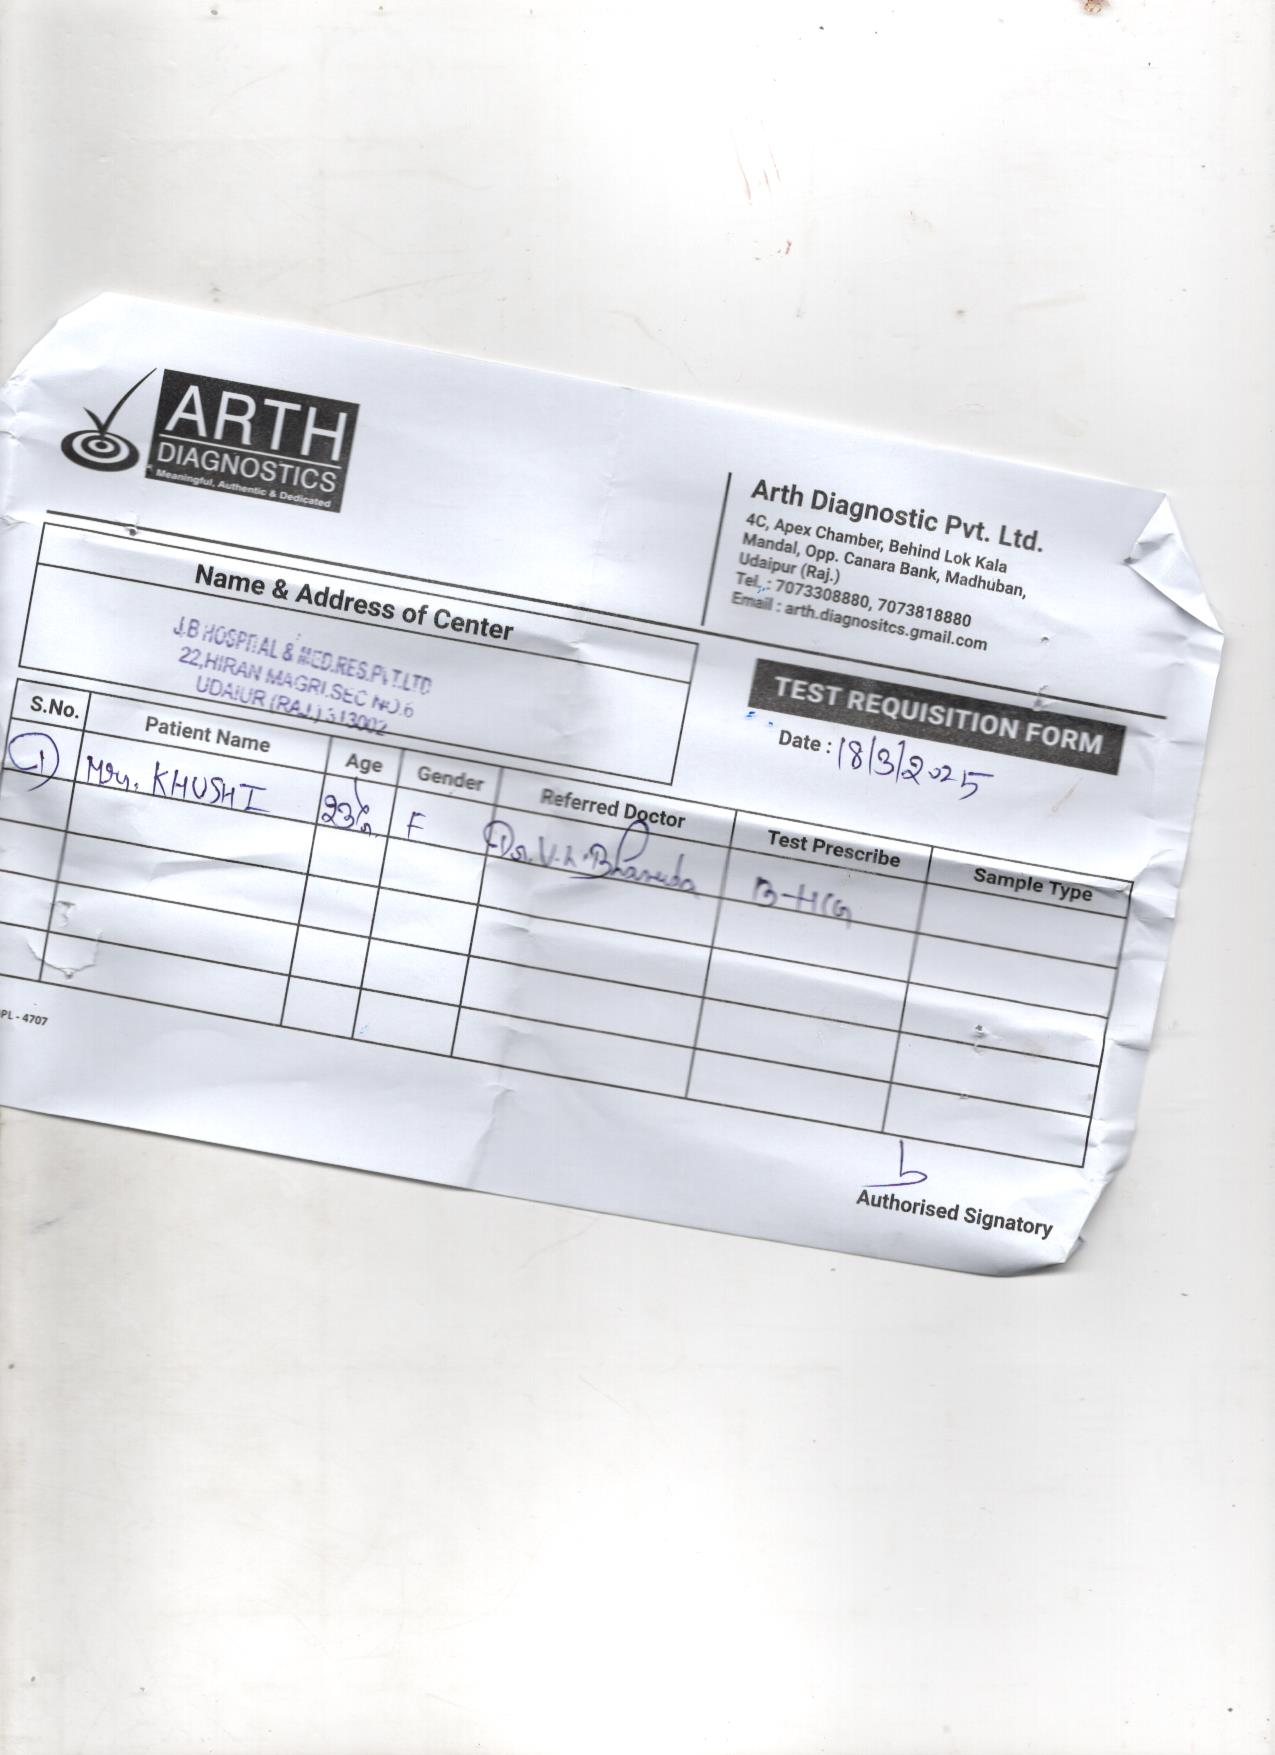 ARTH
DIAGNOSTICS
Meaningful, Authentic & Dedicated
Arth Diagnostic Pvt. Ltd.
4C, Apex Chamber, Behind Lok Kala
Mandal, Opp. Canara Bank, Madhuban,
Udaipur (Raj.)
Tel,.: 7073308880, 7073818880
Email : arth.diagnositcs.gmail.com
Name & Address of Center
J.B HOSPITAL & MED.RES.PVT.LTD
22,HIRAN MAGRI,SEC NO.6
UDAIUR (RAJ.) 313002
TEST REQUISITION FORM
Date : 18/3/2025
S.No. Patient Name Age Gender Referred Doctor Test Prescribe Sample Type
1) Mrs. KHUSHI 23 F Dr. B-HCG
PL - 4707
Authorised Signatory